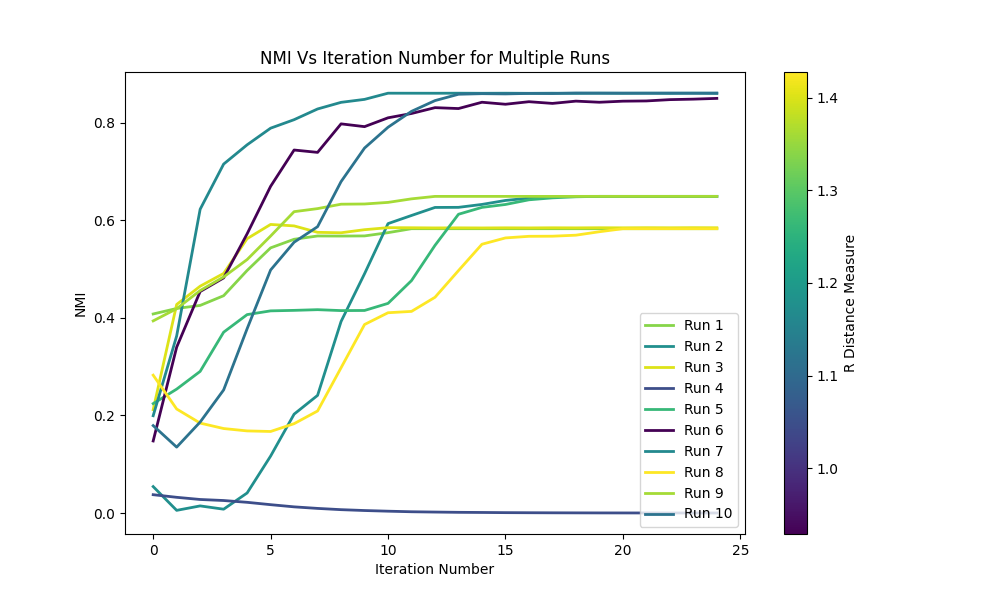 NMI Vs Iteration Number for Multiple Runs
NMI
0.8
0.6
0.4
0.2
0.0
0
5
10
15
20
25
Iteration Number
Run 1
Run 2
Run 3
Run 4
Run 5
Run 6
Run 7
Run 8
Run 9
Run 10
1.4
1.3
1.2
1.1
1.0
R Distance Measure